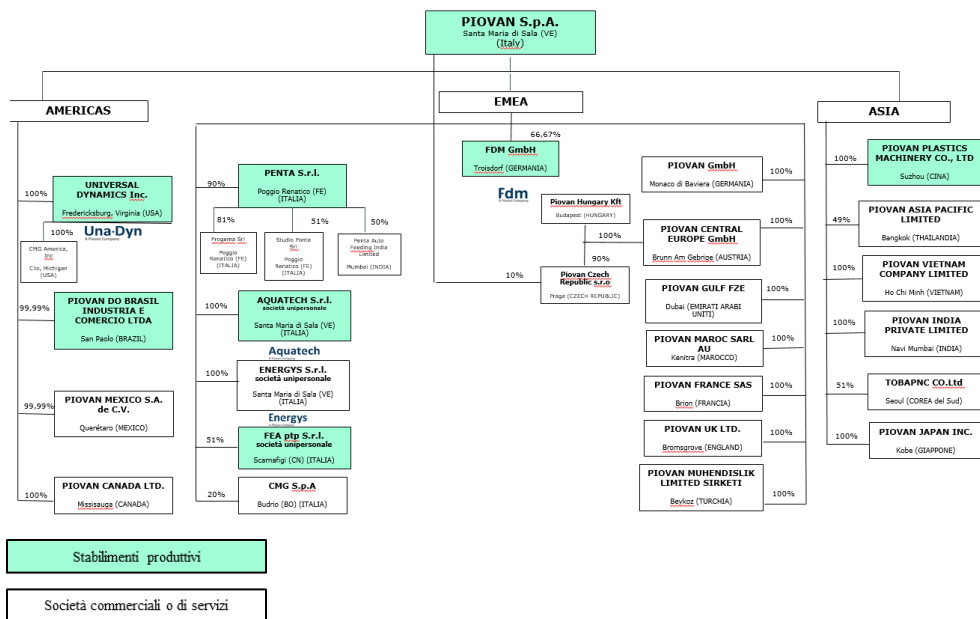 PIOVAN S.p.A.
Santa Maria di Sala (VE)
(Italy)
AMERICAS
EMEA
ASIA
100%
UNIVERSAL
DYNAMICS Inc.
Fredericksburg, Virginia (USA)
Una-Dyn
100%
CMG America,
Inc
Clio, Michigan
(USA)
99,99%
PIOVAN DO BRASIL
INDUSTRIA E
COMERCIO LTDA
San Paolo (BRAZIL)
99,99%
PIOVAN MEXICO S.A.
de C.V.
Querétaro (MEXICO)
100%
PIOVAN CANADA LTD.
Missisauga (CANADA)
90%
PENTA S.r.l.
Poggio Renatico (FE)
(ITALIA)
81%
51%
50%
Progema Srl
Poggio
Renatico (FE)
(ITALIA)
Studio Ponte
Srl
Poggio
Renatico (FE)
(ITALIA)
Penta Auto
Feeding India
Limited
Mumbai (INDIA)
100%
AQUATECH S.r.l.
società unipersonale
Santa Maria di Sala (VE)
(ITALIA)
Aquatech
100%
ENERGYS S.r.l.
società unipersonale
Santa Maria di Sala (VE)
(ITALIA)
Energys
51%
FEA ptp S.r.l.
società unipersonale
Scarnafigi (CN) (ITALIA)
20%
CMG S.p.A
Budrio (BO) (ITALIA)
66,67%
FDM GmbH
Troisdorf (GERMANIA)
Fdm
Piovan Hungary Kft
Budapest (HUNGARY)
100%
90%
10%
Piovan Czech
Republic s.r.o
Praga (CZECH REPUBLIC)
PIOVAN GmbH
Monaco di Baviera (GERMANIA)
100%
PIOVAN CENTRAL
EUROPE GmbH
Brunn Am Gebrige (AUSTRIA)
100%
PIOVAN GULF FZE
Dubai (EMIRATI ARABI
UNITI)
100%
PIOVAN MAROC SARL
AU
Kenitra (MAROCCO)
100%
PIOVAN FRANCE SAS
Brion (FRANCIA)
100%
PIOVAN UK LTD.
Bromsgrove (ENGLAND)
100%
PIOVAN MUHENDISLIK
LIMITED SIRKETI
Beykoz (TURCHIA)
100%
100%
PIOVAN PLASTICS
MACHINERY CO., LTD
Suzhou (CINA)
49%
PIOVAN ASIA PACIFIC
LIMITED
Bangkok (THAILANDIA)
100%
PIOVAN VIETNAM
COMPANY LIMITED
Ho Chi Minh (VIETNAM)
100%
PIOVAN INDIA
PRIVATE LIMITED
Navi Mumbai (INDIA)
51%
TOBAPNC CO.Ltd
Seoul (COREA del Sud)
100%
PIOVAN JAPAN INC.
Kobe (GIAPPONE)
Stabilimenti produttivi
Società commerciali o di servizi